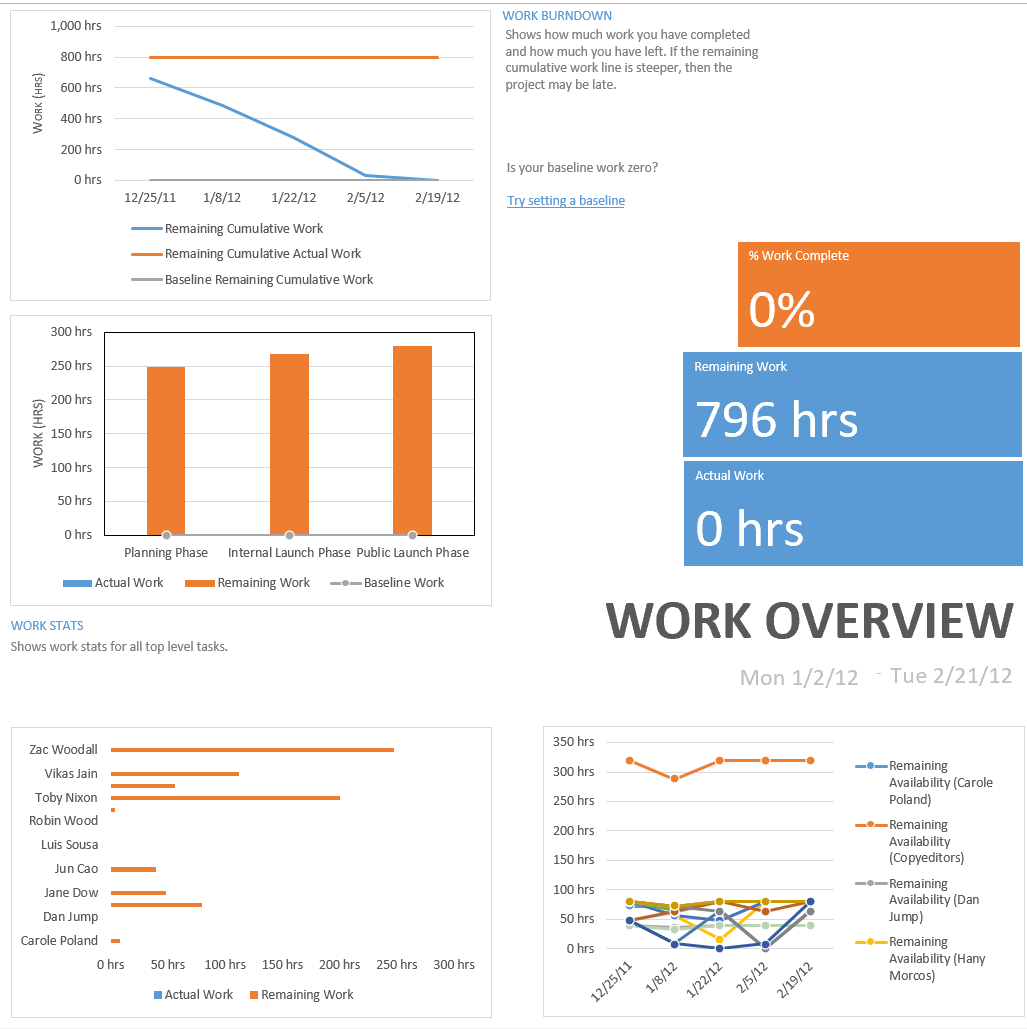 1,000 hrs
800 hrs
600 hrs
400 hrs
200 hrs
0 hrs
WORK (HRS)
12/25/11 1/8/12 1/22/12 2/5/12 2/19/12
Remaining Cumulative Work
Remaining Cumulative Actual Work
Baseline Remaining Cumulative Work
WORK BURNDOWN
Shows how much work you have completed
and how much you have left. If the remaining
cumulative work line is steeper, then the
project may be late.
Is your baseline work zero?
Try setting a baseline
% Work Complete
0%
Remaining Work
796 hrs
Actual Work
0 hrs
300 hrs
250 hrs
200 hrs
150 hrs
100 hrs
50 hrs
0 hrs
WORK (HRS)
Planning Phase Internal Launch Phase Public Launch Phase
Actual Work Remaining Work Baseline Work
WORK STATS
Shows work stats for all top level tasks.
WORK OVERVIEW
Mon 1/2/12 - Tue 2/21/12
Zac Woodall
Vikas Jain
Toby Nixon
Robin Wood
Luis Sousa
Jun Cao
Jane Dow
Dan Jump
Carole Poland
0 hrs 50 hrs 100 hrs 150 hrs 200 hrs 250 hrs 300 hrs
Actual Work Remaining Work
350 hrs
300 hrs
250 hrs
200 hrs
150 hrs
100 hrs
50 hrs
0 hrs
12/25/11 1/8/12 1/22/12 2/5/12 2/19/12
Remaining
Availability (Carole
Poland)
Remaining
Availability
(Copyeditors)
Remaining
Availability (Dan
Jump)
Remaining
Availability (Hany
Morcos)